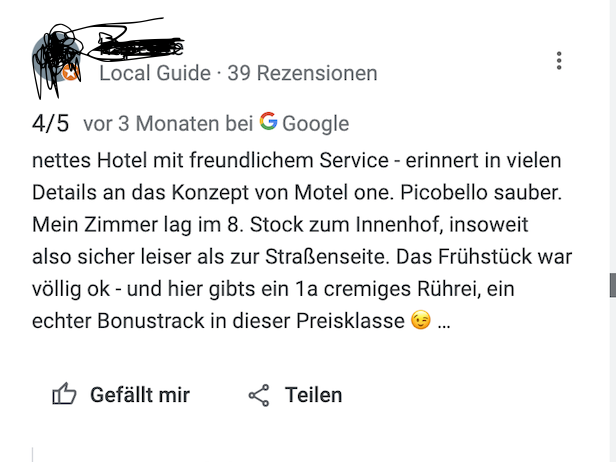 Local Guide · 39 Rezensionen
4/5 vor 3 Monaten bei Google
nettes Hotel mit freundlichem Service - erinnert in vielen
Details an das Konzept von Motel one. Picobello sauber.
Mein Zimmer lag im 8. Stock zum Innenhof, insoweit
also sicher leiser als zur Straßenseite. Das Frühstück war
völlig ok - und hier gibts ein 1a cremiges Rührei, ein
echter Bonustrack in dieser Preisklasse 😉 ...
Gefällt mir Teilen